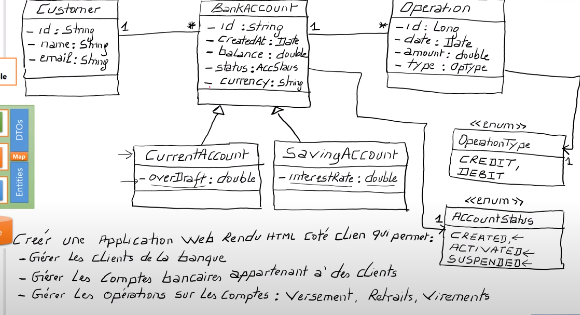 Customer
- id : String
- name: String
- email: String
1
*
BankAccount
- id : String
- CreatedAt: Date
- balance: double
- status: AccStaus
- currency: String
1
*
Operation
- id : Long
- date : Date
- amount: double
- type : OpType
CurrentAccount
- overDraft: double
SavingAccount
- interestRate: double
<<enum>>
OperationType
CREDIT,
DEBIT
1
<<enum>>
AccountStatus
CREATED,
ACTIVATED
SUSPENDED
1
DTOs
Map
Entities
Creér une Application Web Rendu HTML Coté Clien qui permet:
- Gérer les clients de la banque
- Gérer Les Comptes bancaires appartenant à des clients
- Gérer Les opérations sur Les Comptes : Versement, Retraits, Virements